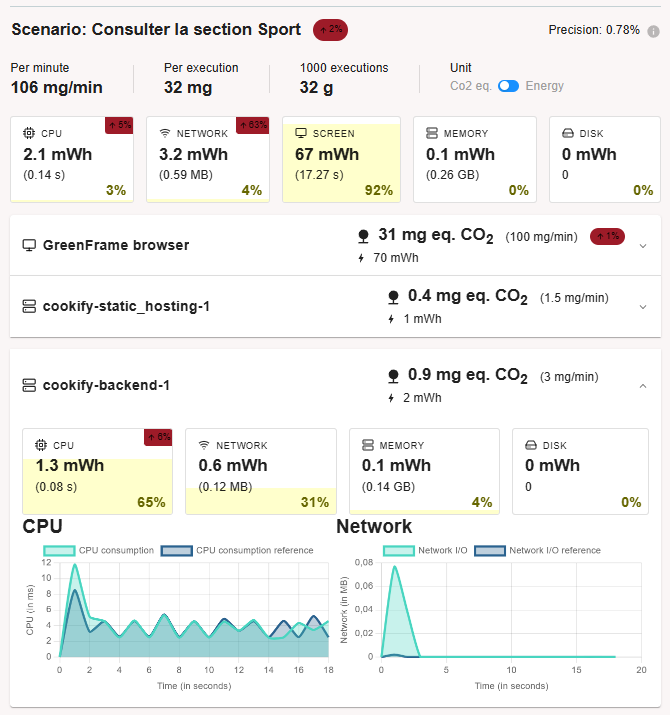 Scenario: Consulter la section Sport ↑ 2% Precision: 0.78%
Per minute Per execution 1000 executions Unit
106 mg/min 32 mg 32 g Co2 eq. Energy
CPU ↑ 5% NETWORK ↑ 63% SCREEN MEMORY DISK
2.1 mWh 3.2 mWh 67 mWh 0.1 mWh 0 mWh
(0.14 s) (0.59 MB) (17.27 s) (0.26 GB) 0
3% 4% 92% 0% 0%
GreenFrame browser 31 mg eq. CO2 (100 mg/min) ↑ 1%
70 mWh
cookify-static_hosting-1 0.4 mg eq. CO2 (1.5 mg/min)
1 mWh
cookify-backend-1 0.9 mg eq. CO2 (3 mg/min)
2 mWh
CPU ↑ 6% NETWORK MEMORY DISK
1.3 mWh 0.6 mWh 0.1 mWh 0 mWh
(0.08 s) (0.12 MB) (0.14 GB) 0
65% 31% 4% 0%
CPU
CPU consumption CPU consumption reference
CPU (in ms)
12
10
8
6
4
2
0
0 2 4 6 8 10 12 14 16 18
Time (in seconds)
Network
Network I/O Network I/O reference
Network (in MB)
0,08
0,06
0,04
0,02
0
0 5 10 15 20
Time (in seconds)